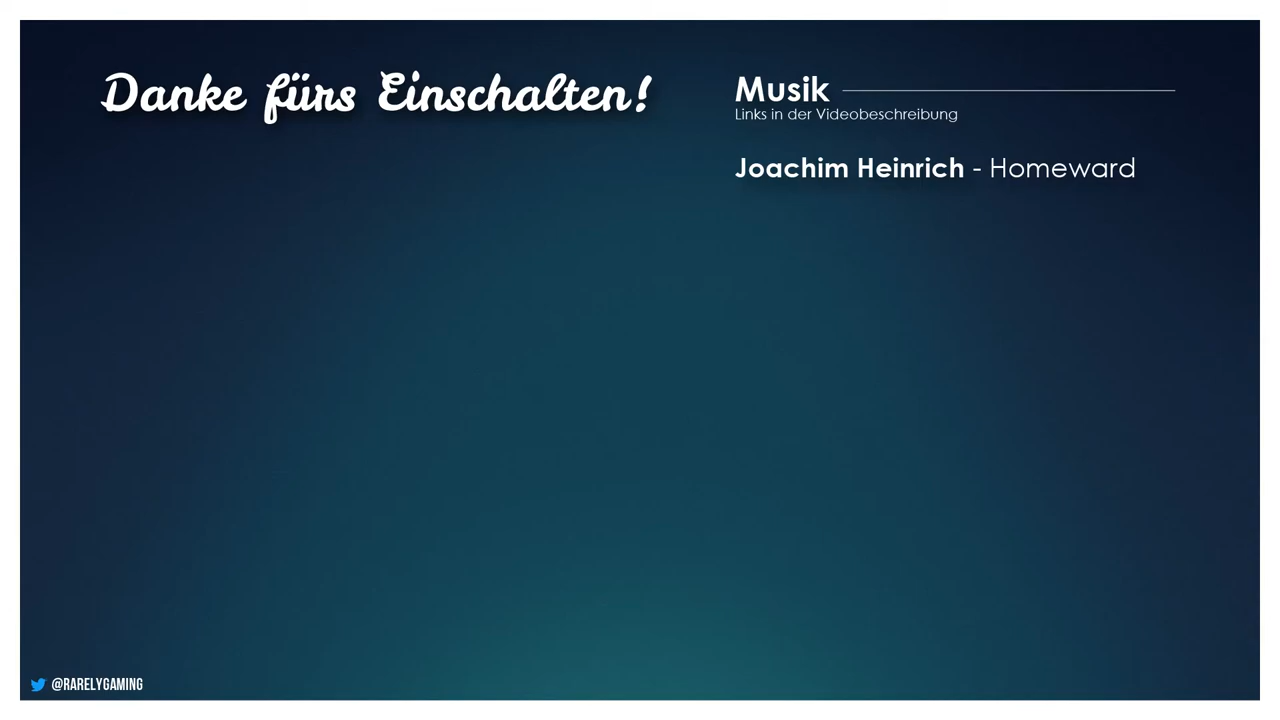 Danke fürs Einschalten!
Musik
Links in der Videobeschreibung
Joachim Heinrich - Homeward
@RARELYGAMING